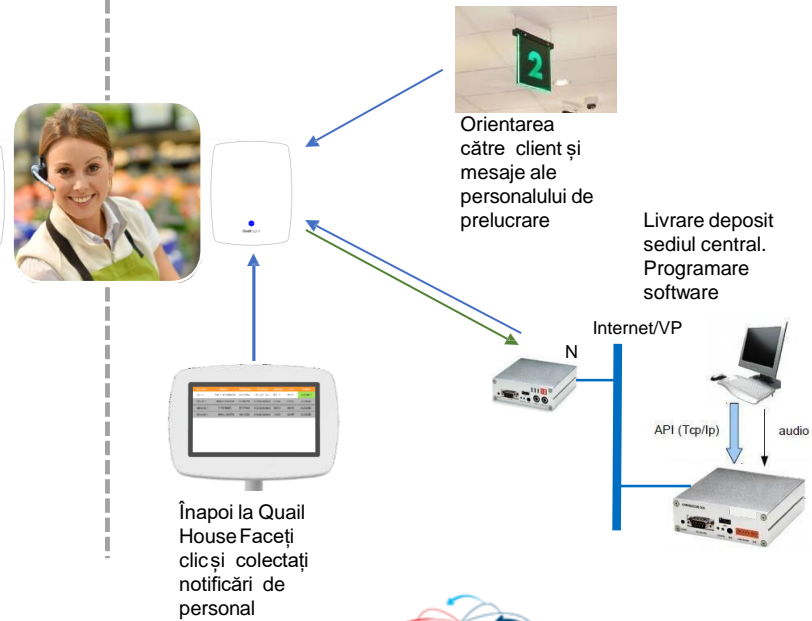 2
Orientarea
către client și
mesaje ale
personalului de
prelucrare
Livrare deposit
sediul central.
Programare
software
Internet/VP
N
API (Tcp/Ip)
audio
Înapoi la Quail
House Faceți
clic și colectați
notificări de
personal